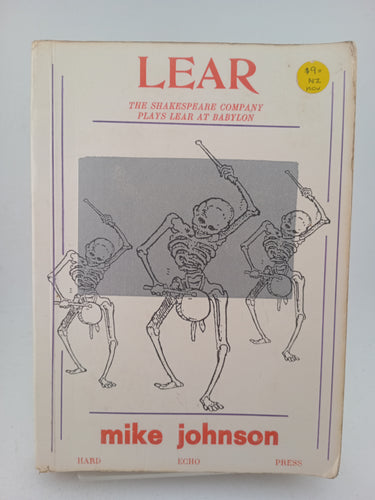 LEAR
$9-
NZ
nov
THE SHAKESPEARE COMPANY
PLAYS LEAR AT BABYLON
mike johnson
HARD ECHO PRESS